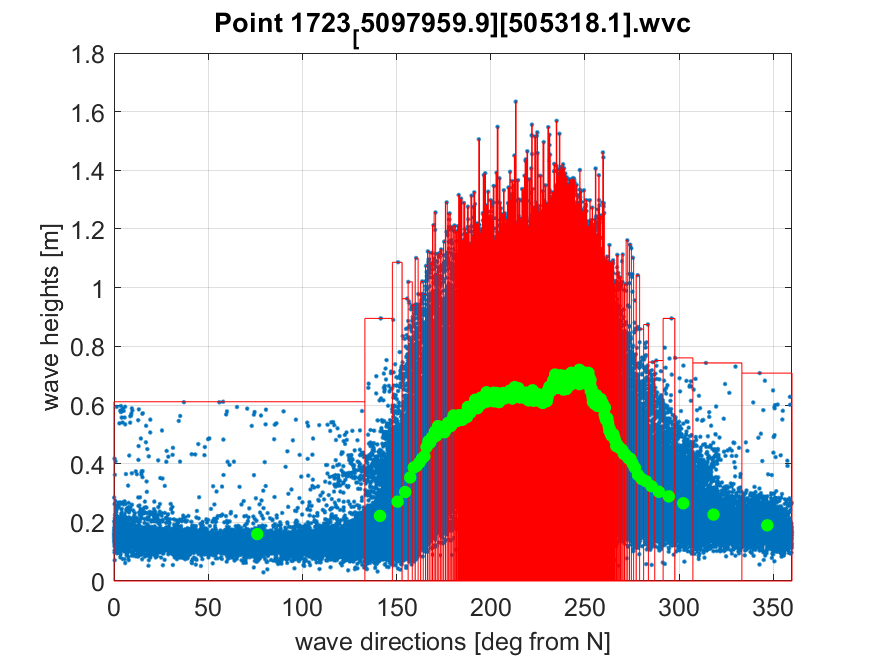 Point 1723[5097959.9][505318.1].wvc
1.8
1.6
1.4
1.2
1
0.8
0.6
0.4
0.2
0
wave heights [m]
0 50 100 150 200 250 300 350
wave directions [deg from N]